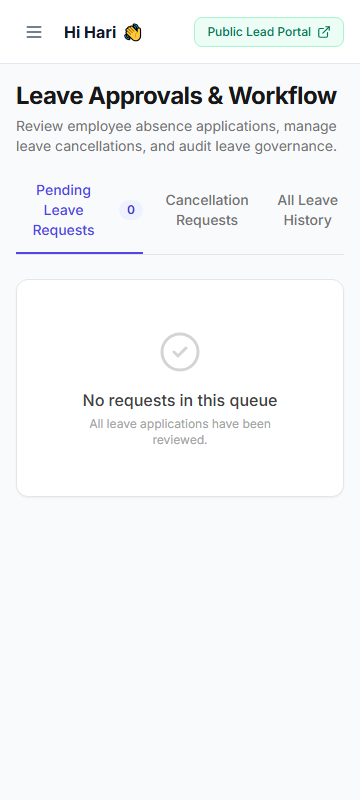 Hi Hari 👏
Public Lead Portal
Leave Approvals & Workflow
Review employee absence applications, manage
leave cancellations, and audit leave governance.
Pending
Leave
Requests
0
Cancellation
Requests
All Leave
History
No requests in this queue
All leave applications have been
reviewed.